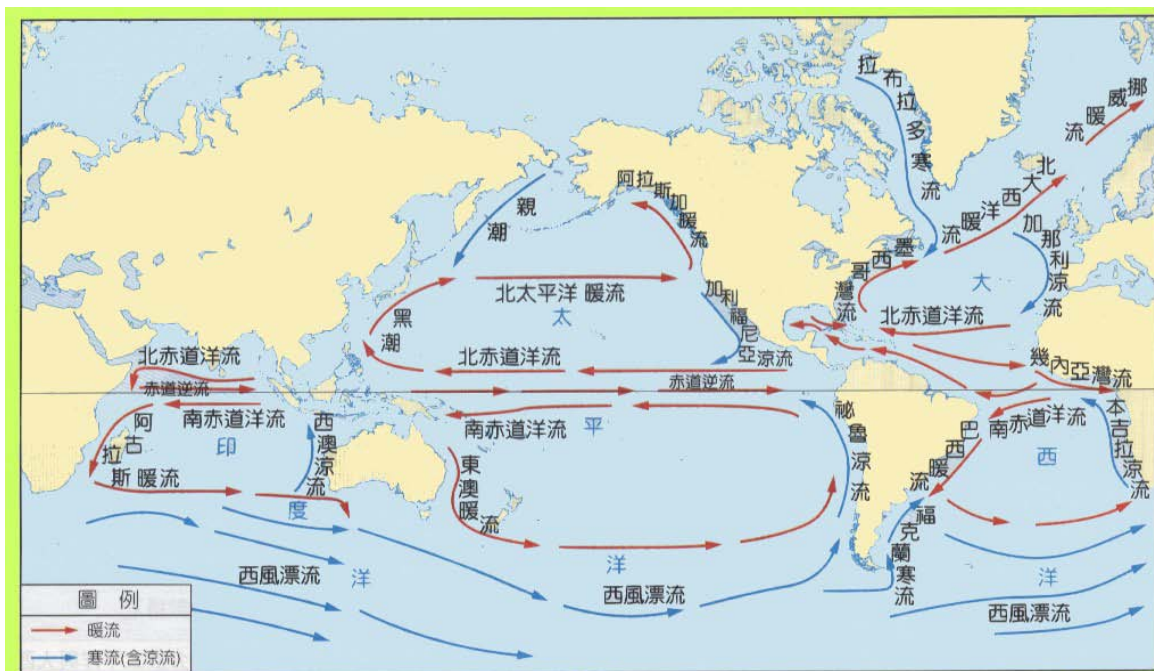 拉布拉多寒流
挪威暖流
北大西洋暖流
阿拉斯加暖流
親潮
墨西哥灣流
加那利涼流
北太平洋 暖流
加利福尼亞涼流
大
黑潮
太
北赤道洋流
北赤道洋流
北赤道洋流
幾內亞灣流
赤道逆流
赤道逆流
南赤道洋流
南赤道洋流
南赤道洋流
阿古拉斯暖流
印
西澳涼流
平
祕魯涼流
巴西暖流
西
本吉拉涼流
東澳暖流
度
福克蘭寒流
洋
洋
洋
西風漂流
西風漂流
西風漂流
圖 例
暖流
寒流(含涼流)